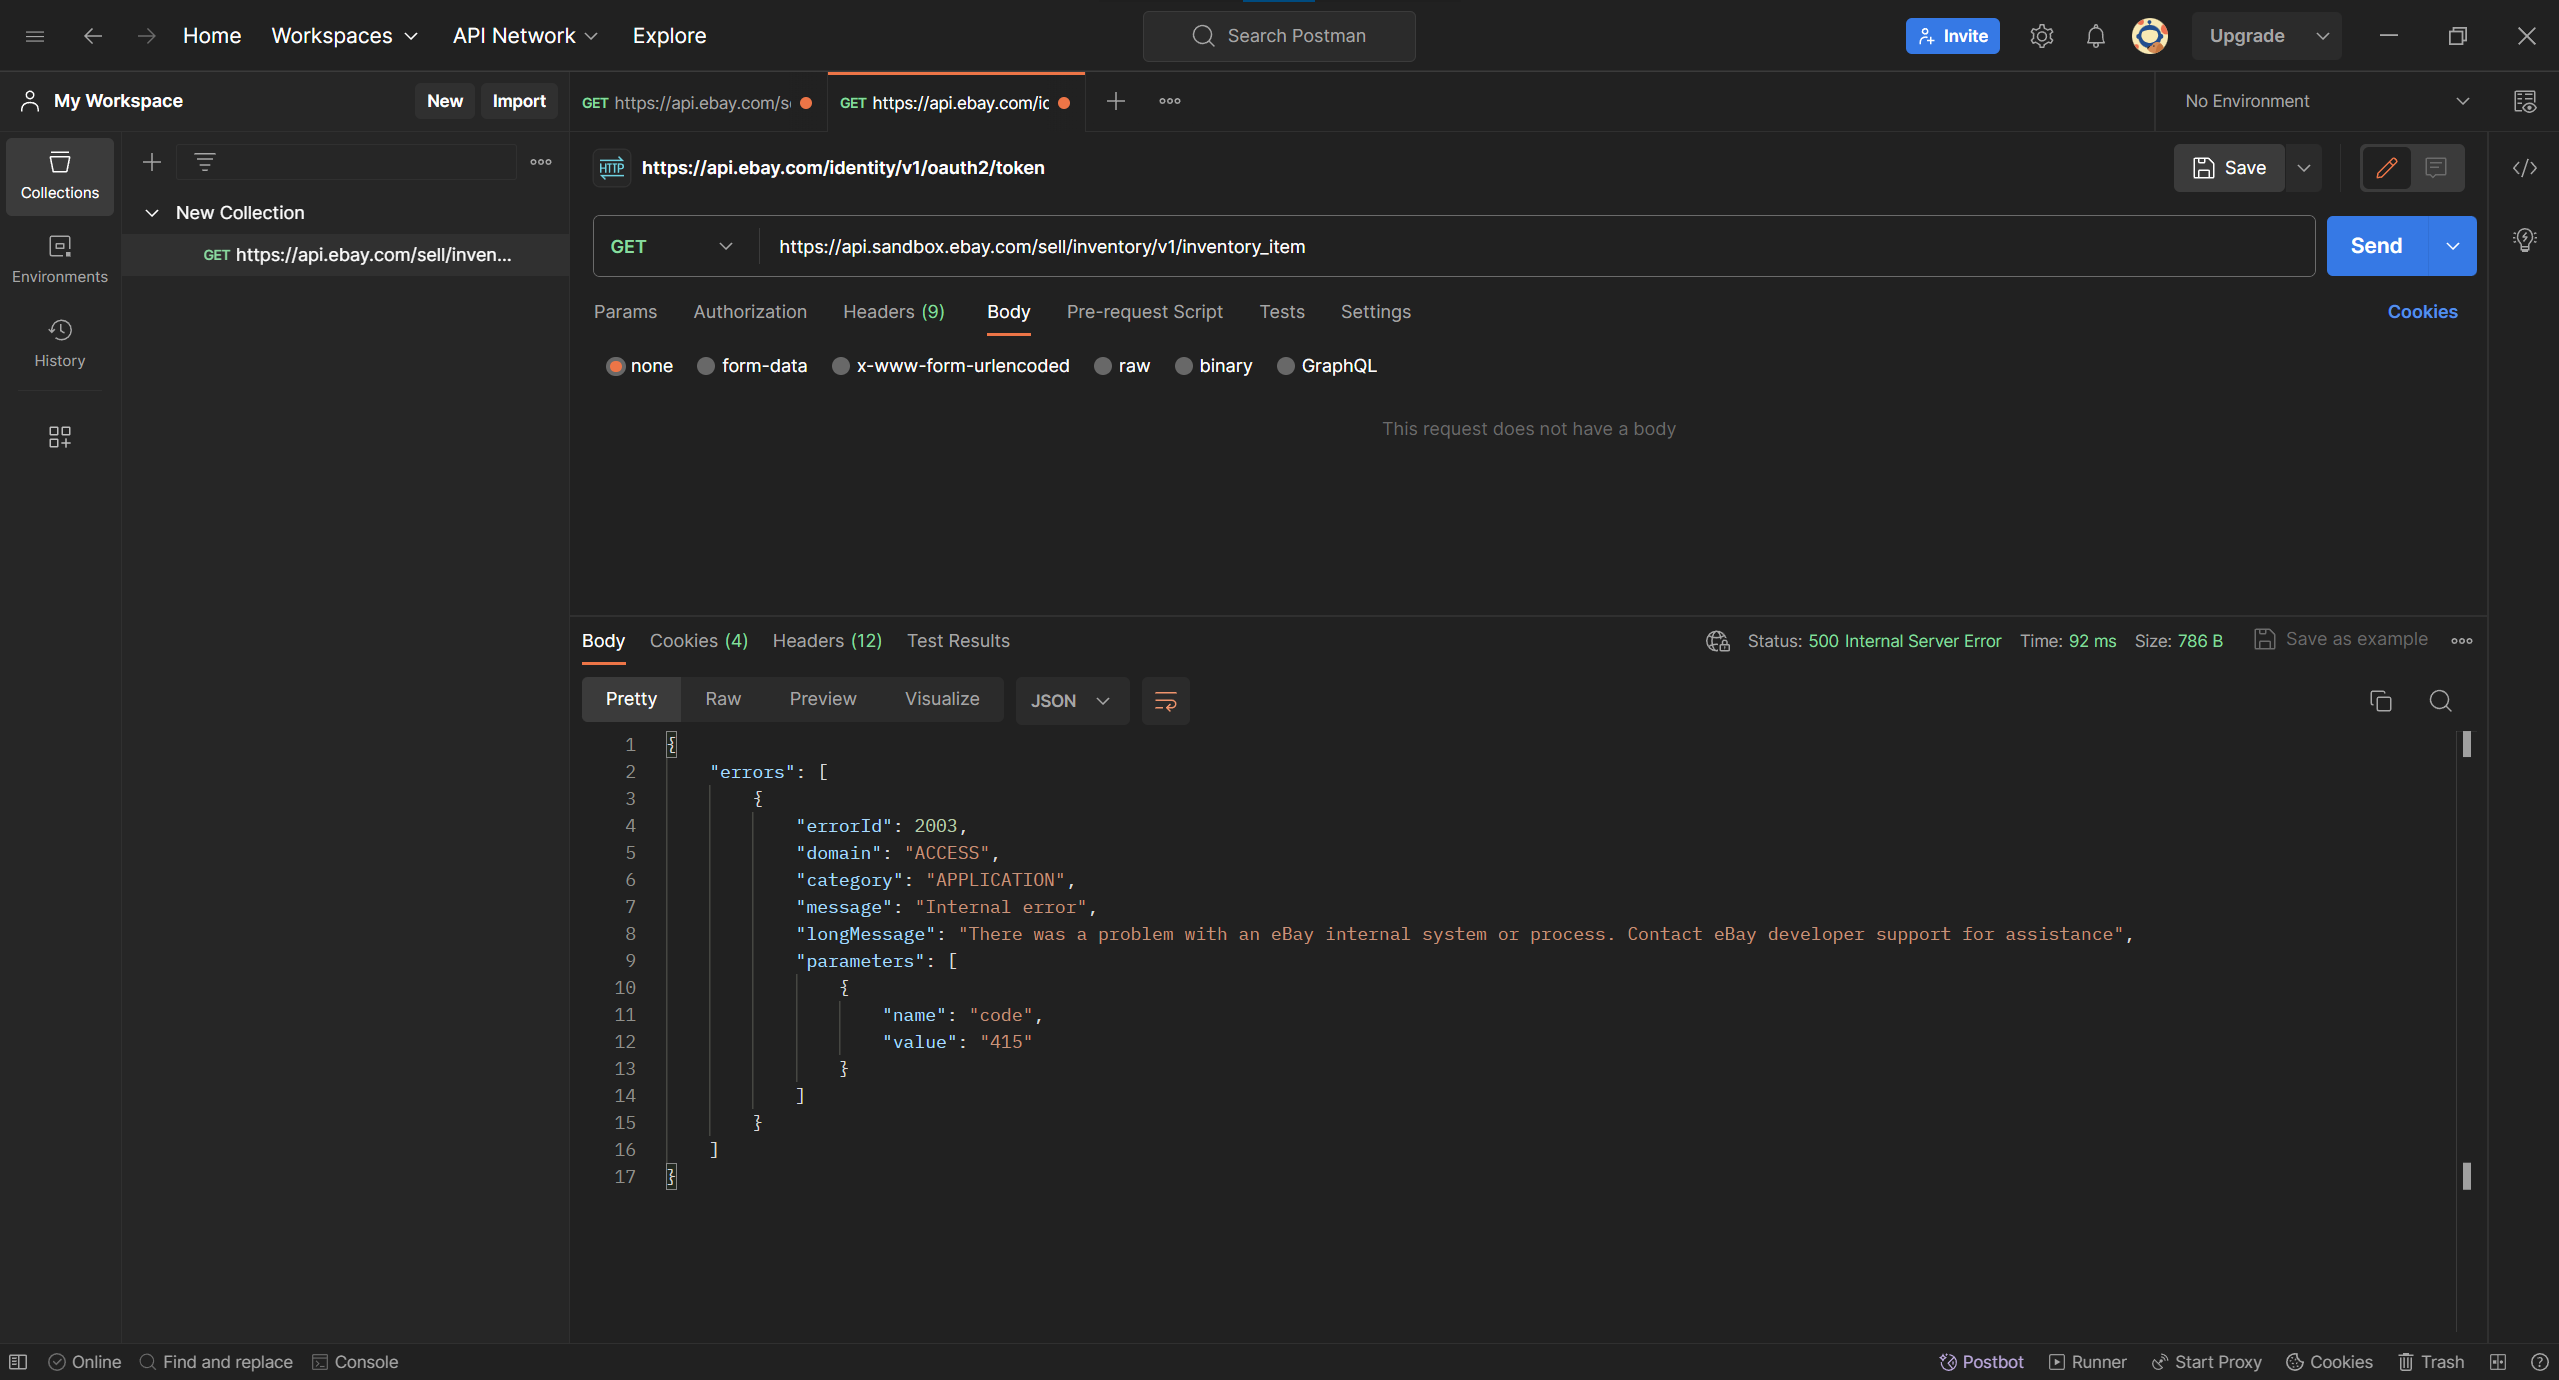 Home
Workspaces
API Network
Explore
Search Postman
Invite
Upgrade
My Workspace
New
Import
GET https://api.ebay.com/s
GET https://api.ebay.com/ic
No Environment
Collections
Environments
History
New Collection
GET https://api.ebay.com/sell/inven...
HTTP https://api.ebay.com/identity/v1/oauth2/token
Save
GET https://api.sandbox.ebay.com/sell/inventory/v1/inventory_item
Send
Params Authorization Headers (9) Body Pre-request Script Tests Settings
Cookies
none form-data x-www-form-urlencoded raw binary GraphQL
This request does not have a body
Body Cookies (4) Headers (12) Test Results
Status: 500 Internal Server Error Time: 92 ms Size: 786 B Save as example
Pretty Raw Preview Visualize JSON
1 {
2 "errors": [
3 {
4 "errorId": 2003,
5 "domain": "ACCESS",
6 "category": "APPLICATION",
7 "message": "Internal error",
8 "longMessage": "There was a problem with an eBay internal system or process. Contact eBay developer support for assistance",
9 "parameters": [
10 {
11 "name": "code",
12 "value": "415"
13 }
14 ]
15 }
16 ]
17 }
Online Find and replace Console
Postbot Runner Start Proxy Cookies Trash